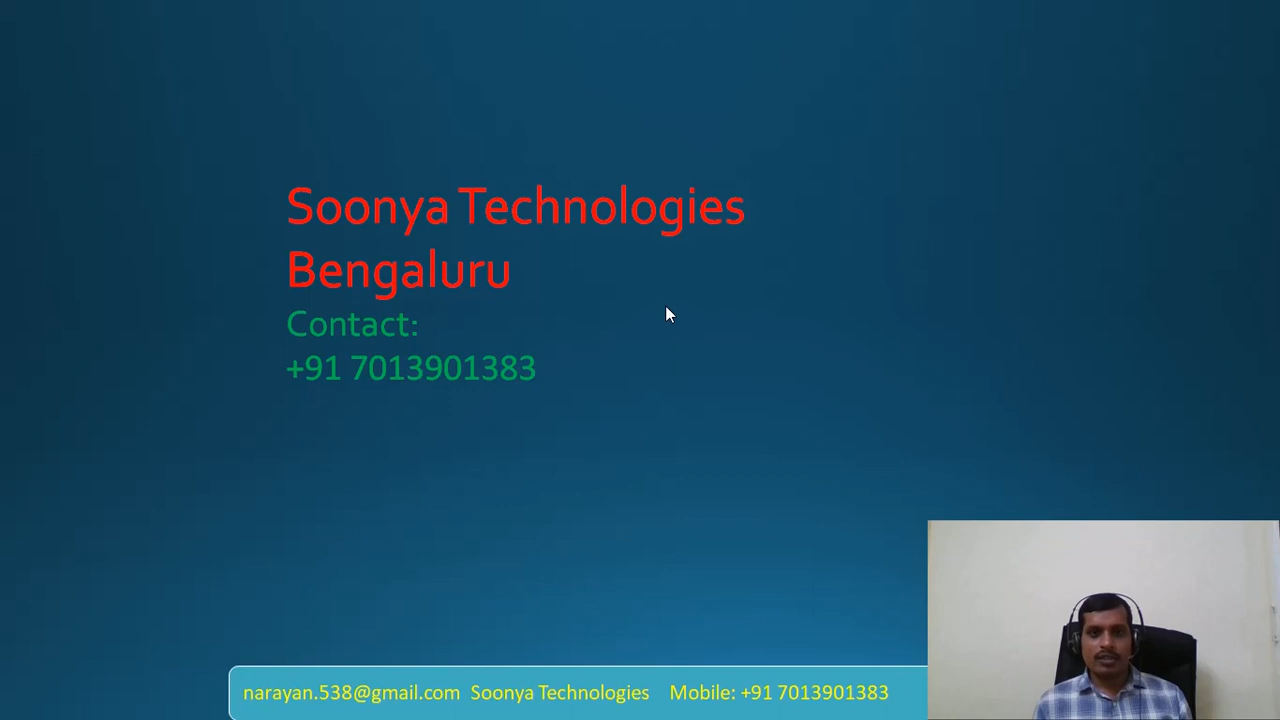 Soonya Technologies
Bengaluru
Contact:
+91 7013901383
narayan.538@gmail.com Soonya Technologies Mobile: +91 7013901383